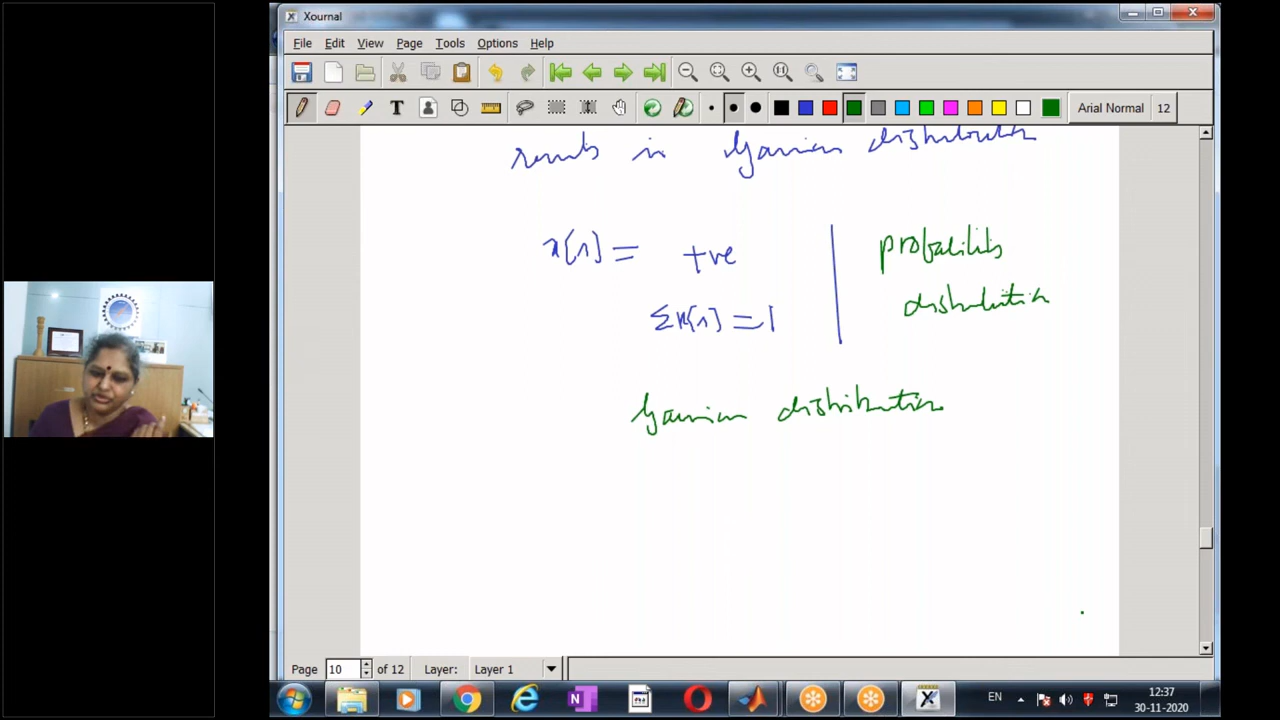 Xournal
File Edit View Page Tools Options Help
Arial Normal 12
results in Gaussian distribution
x[n] = +ve
Σx[n] = 1
probability
distribution
Gaussian distribution
Page 10 of 12 Layer: Layer 1
EN
12:37
30-11-2020